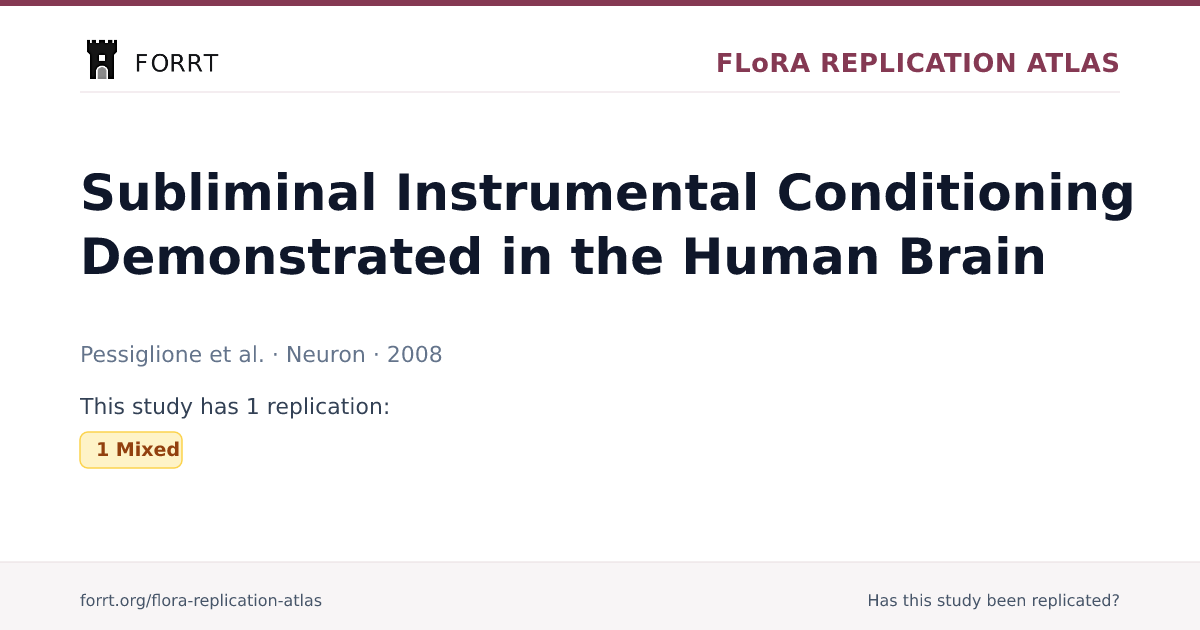 FORRT
FLoRA REPLICATION ATLAS
Subliminal Instrumental Conditioning
Demonstrated in the Human Brain
Pessiglione et al. · Neuron · 2008
This study has 1 replication:
1 Mixed
forrt.org/flora-replication-atlas
Has this study been replicated?